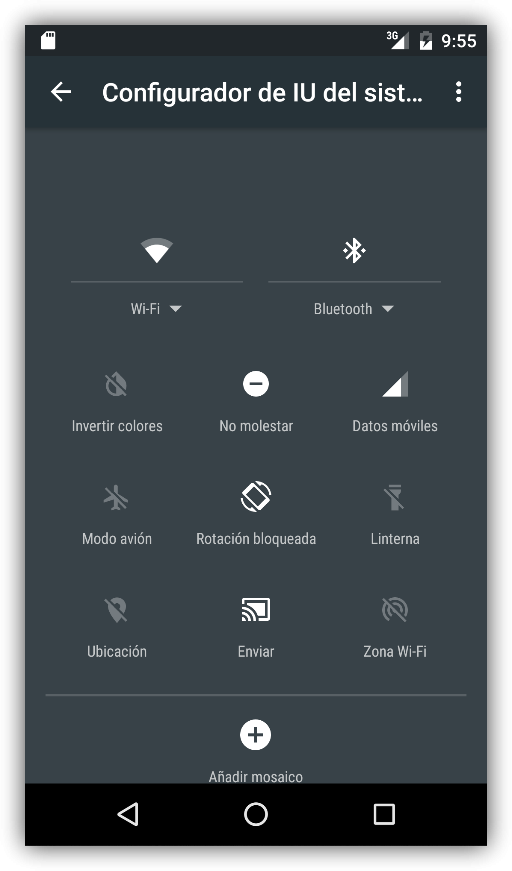 3G 9:55
Configurador de IU del sist...
Wi-Fi Bluetooth
Invertir colores No molestar Datos móviles
Modo avión Rotación bloqueada Linterna
Ubicación Enviar Zona Wi-Fi
Añadir mosaico